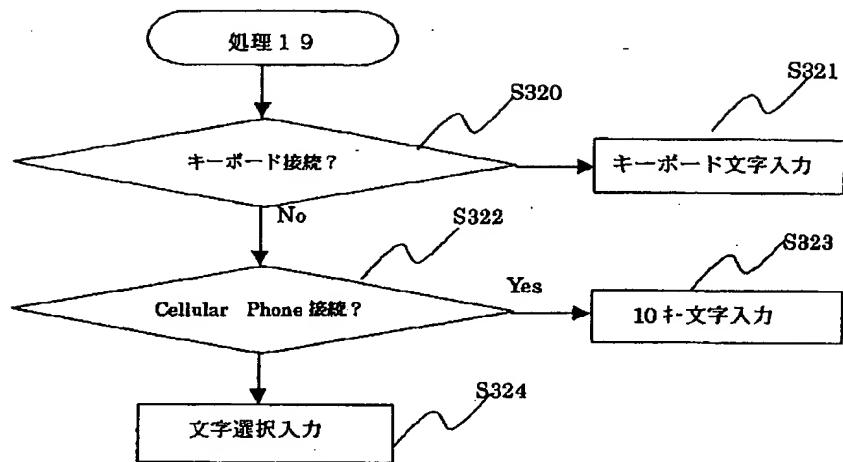 処理19
S320
S321
キーボード接続?
キーボード文字入力
No
S322
S323
Cellular Phone 接続?
Yes
10ｷｰ文字入力
S324
文字選択入力